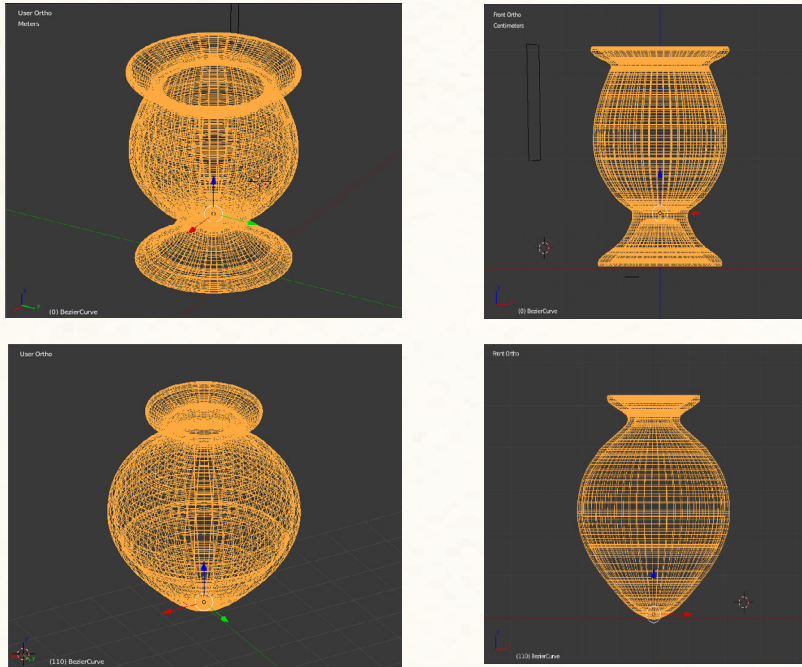 User Ortho
Meters
(0) BezierCurve
Front Ortho
Centimeters
(0) BezierCurve
User Ortho
(110) BezierCurve
Front Ortho
(110) BezierCurve